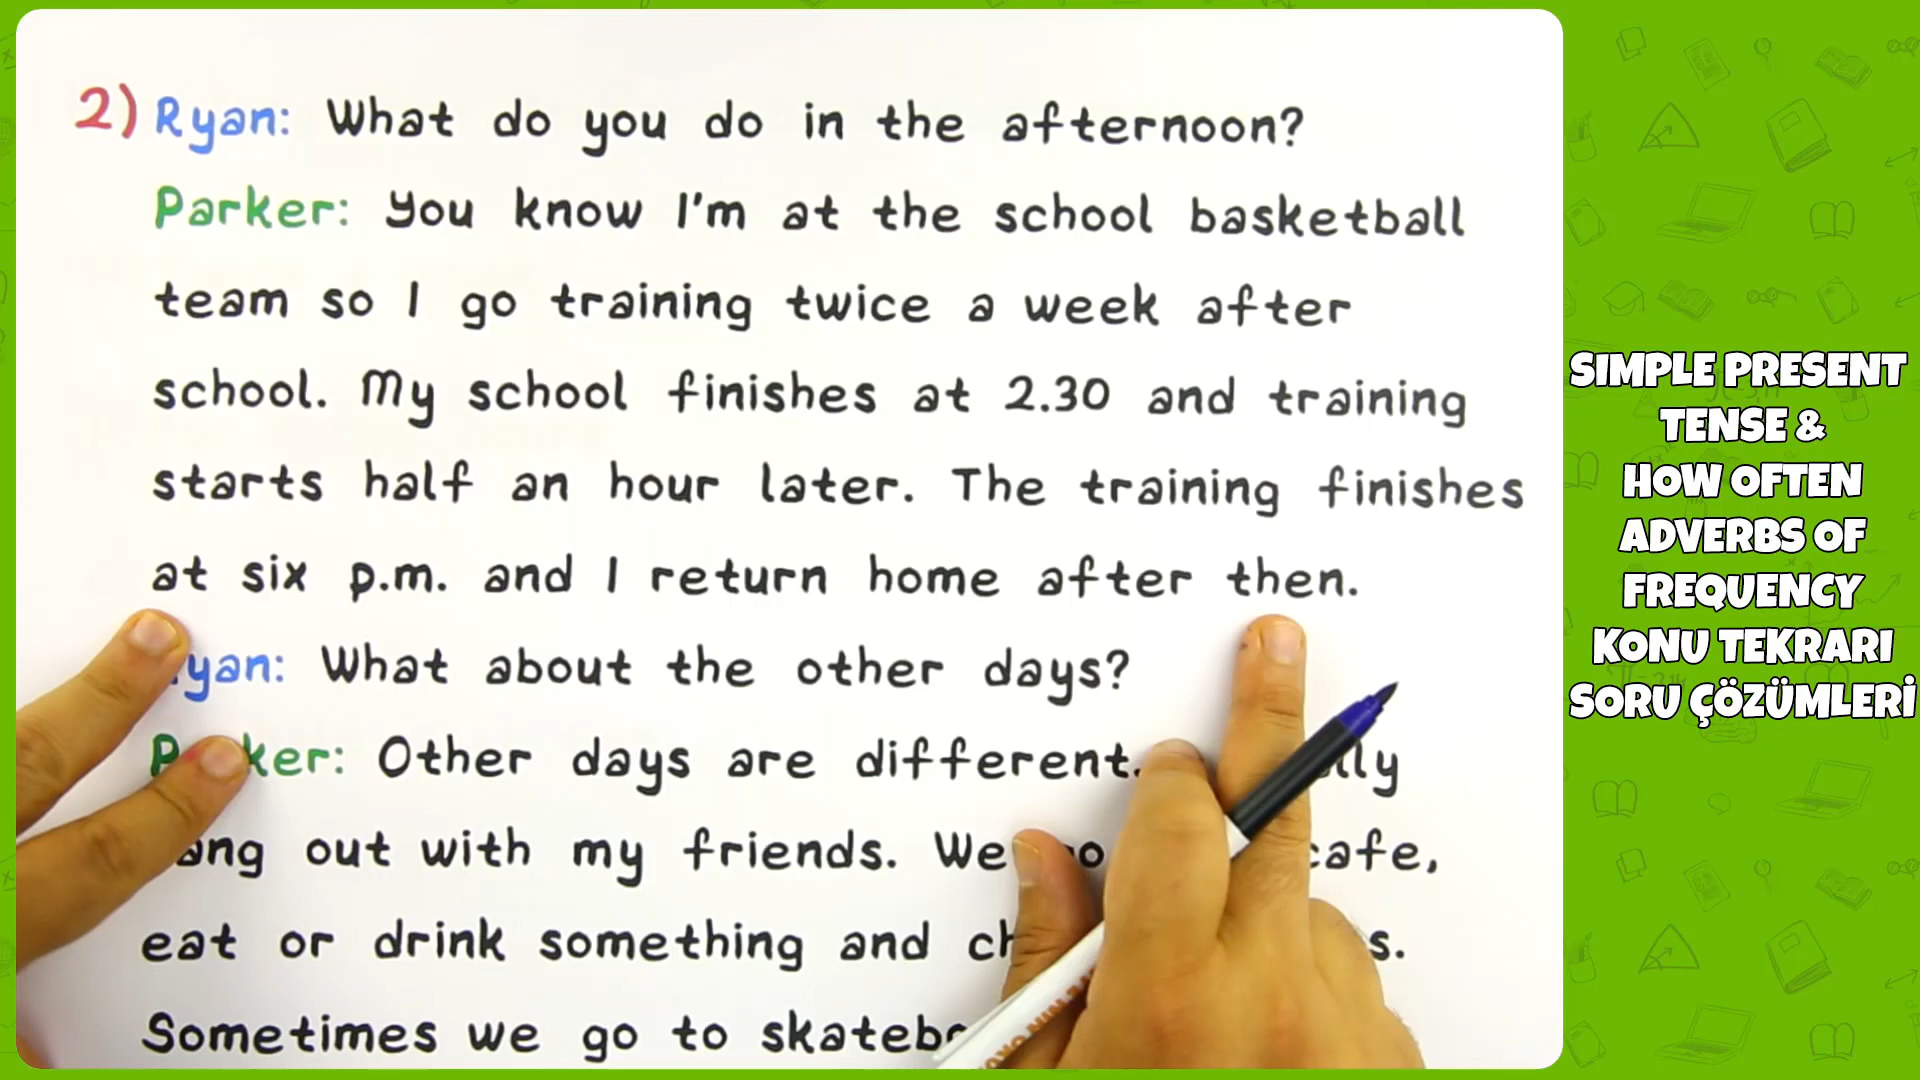 2) Ryan: What do you do in the afternoon?
Parker: You know I'm at the school basketball
team so I go training twice a week after
school. My school finishes at 2.30 and training
starts half an hour later. The training finishes
at six p.m. and I return home after then.
What about the other days?
Other days are different.
out with my friends. We cafe,
eat or drink something and
Sometimes we go to
SIMPLE PRESENT
TENSE &
HOW OFTEN
ADVERBS OF
FREQUENCY
KONU TEKRARI
SORU ÇÖZÜMLERİ